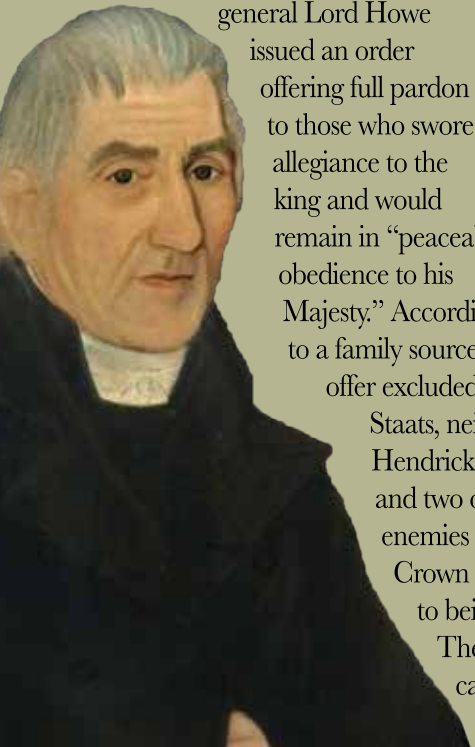 general Lord Howe
issued an order
offering full pardon
to those who swore
allegiance to the
king and would
remain in “peacea
obedience to his
Majesty.” Accordi
to a family source
offer excluded
Staats, nei
Hendrick
and two o
enemies
Crown
to bei
The
ca